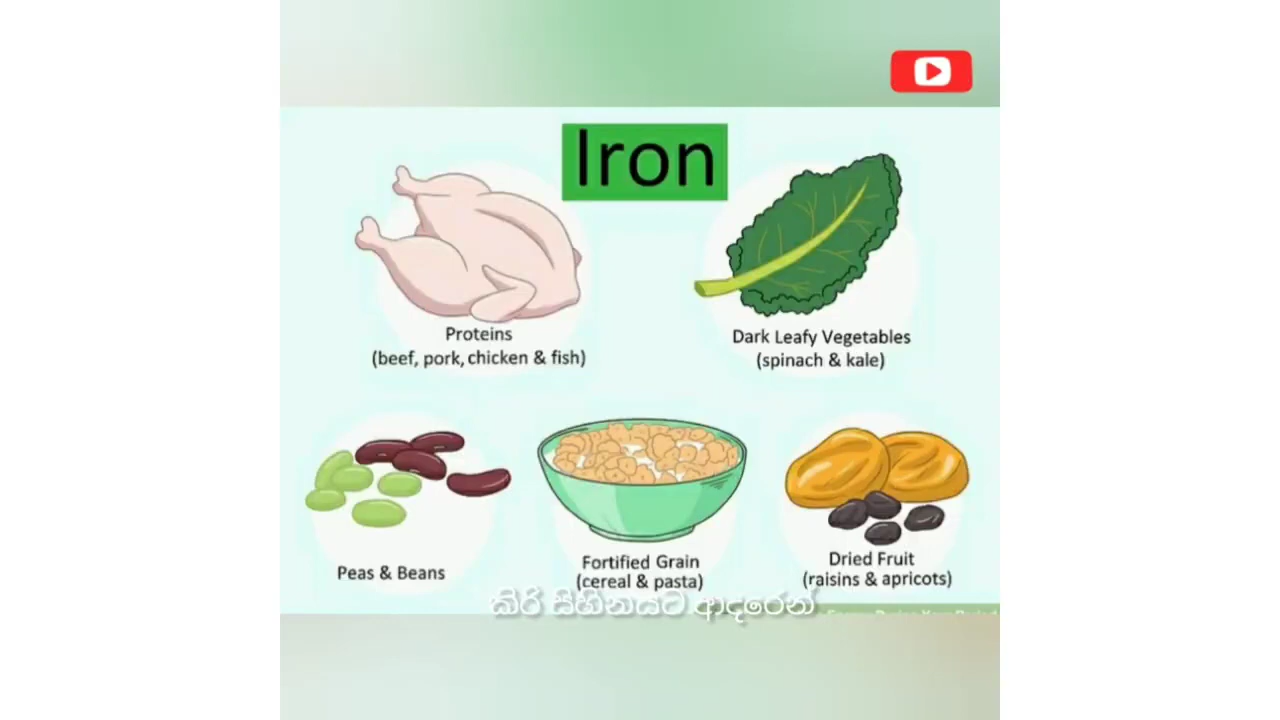 Iron
Proteins
(beef, pork, chicken & fish)
Dark Leafy Vegetables
(spinach & kale)
Peas & Beans
Fortified Grain
(cereal & pasta)
Dried Fruit
(raisins & apricots)
කිරි සිහිනයට ආදරෙන්